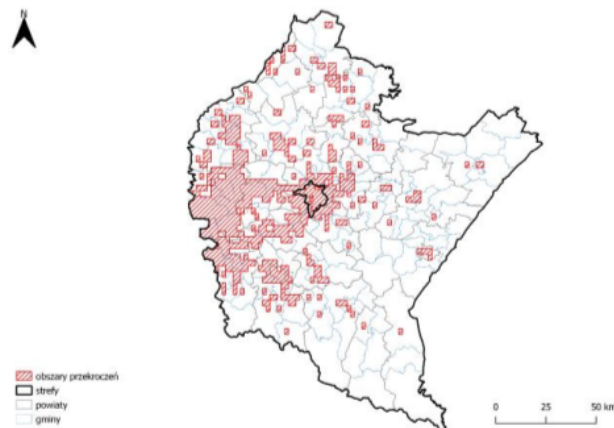 N
obszary przekroczeń
strefy
powiaty
gminy
0 25 50 km